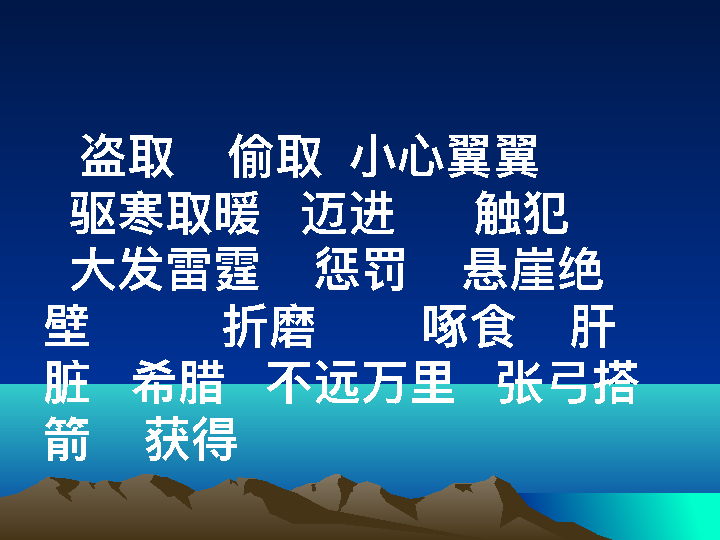 盗取 偷取 小心翼翼
驱寒取暖 迈进 触犯
大发雷霆 惩罚 悬崖绝
壁 折磨 啄食 肝
脏 希腊 不远万里 张弓搭
箭 获得